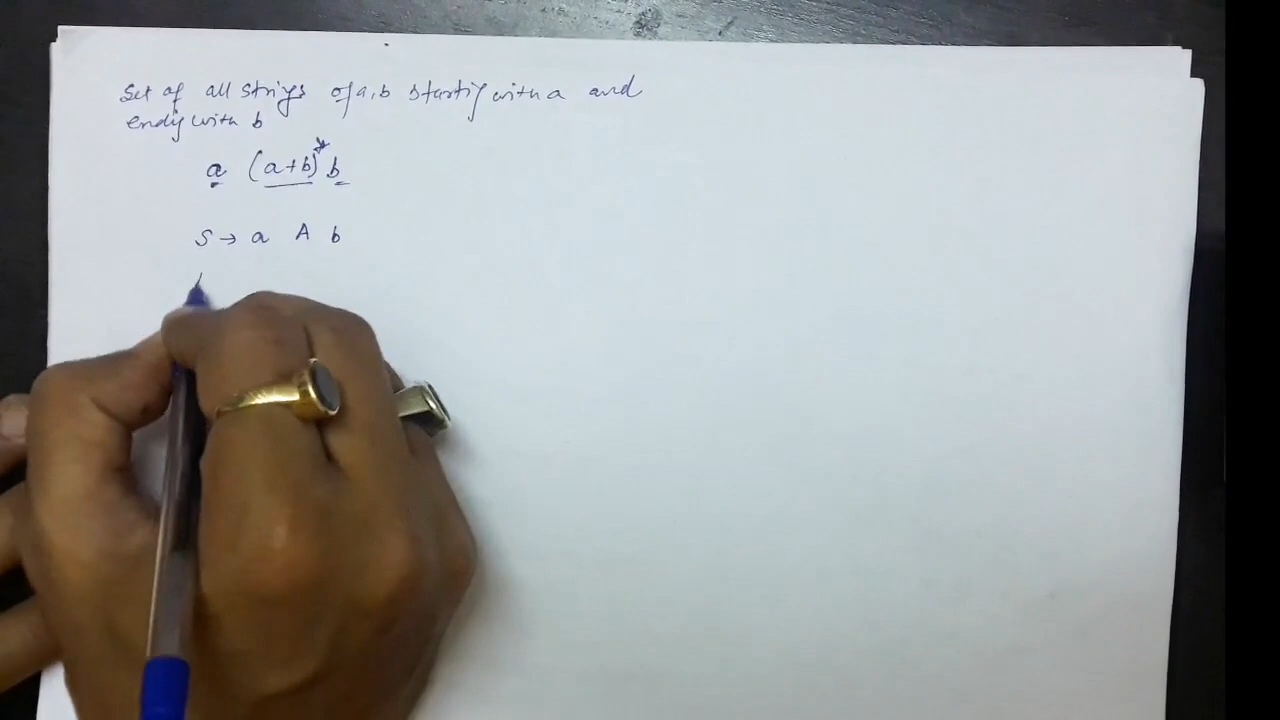 Set of all strings of a,b starting with a and
ending with b
a (a+b)* b
S → a A b